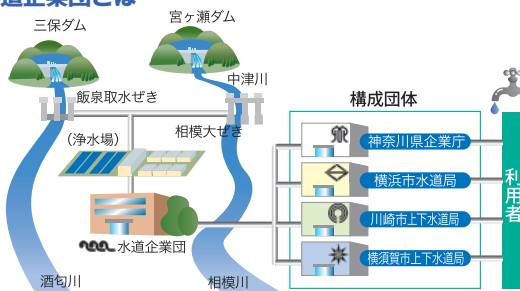 道企業団とは
三保ダム
宮ヶ瀬ダム
中津川
飯泉取水ぜき
相模大ぜき
(浄水場)
水道企業団
酒匂川
相模川
構成団体
神奈川県企業庁
横浜市水道局
川崎市上下水道局
横須賀市上下水道局
利用者